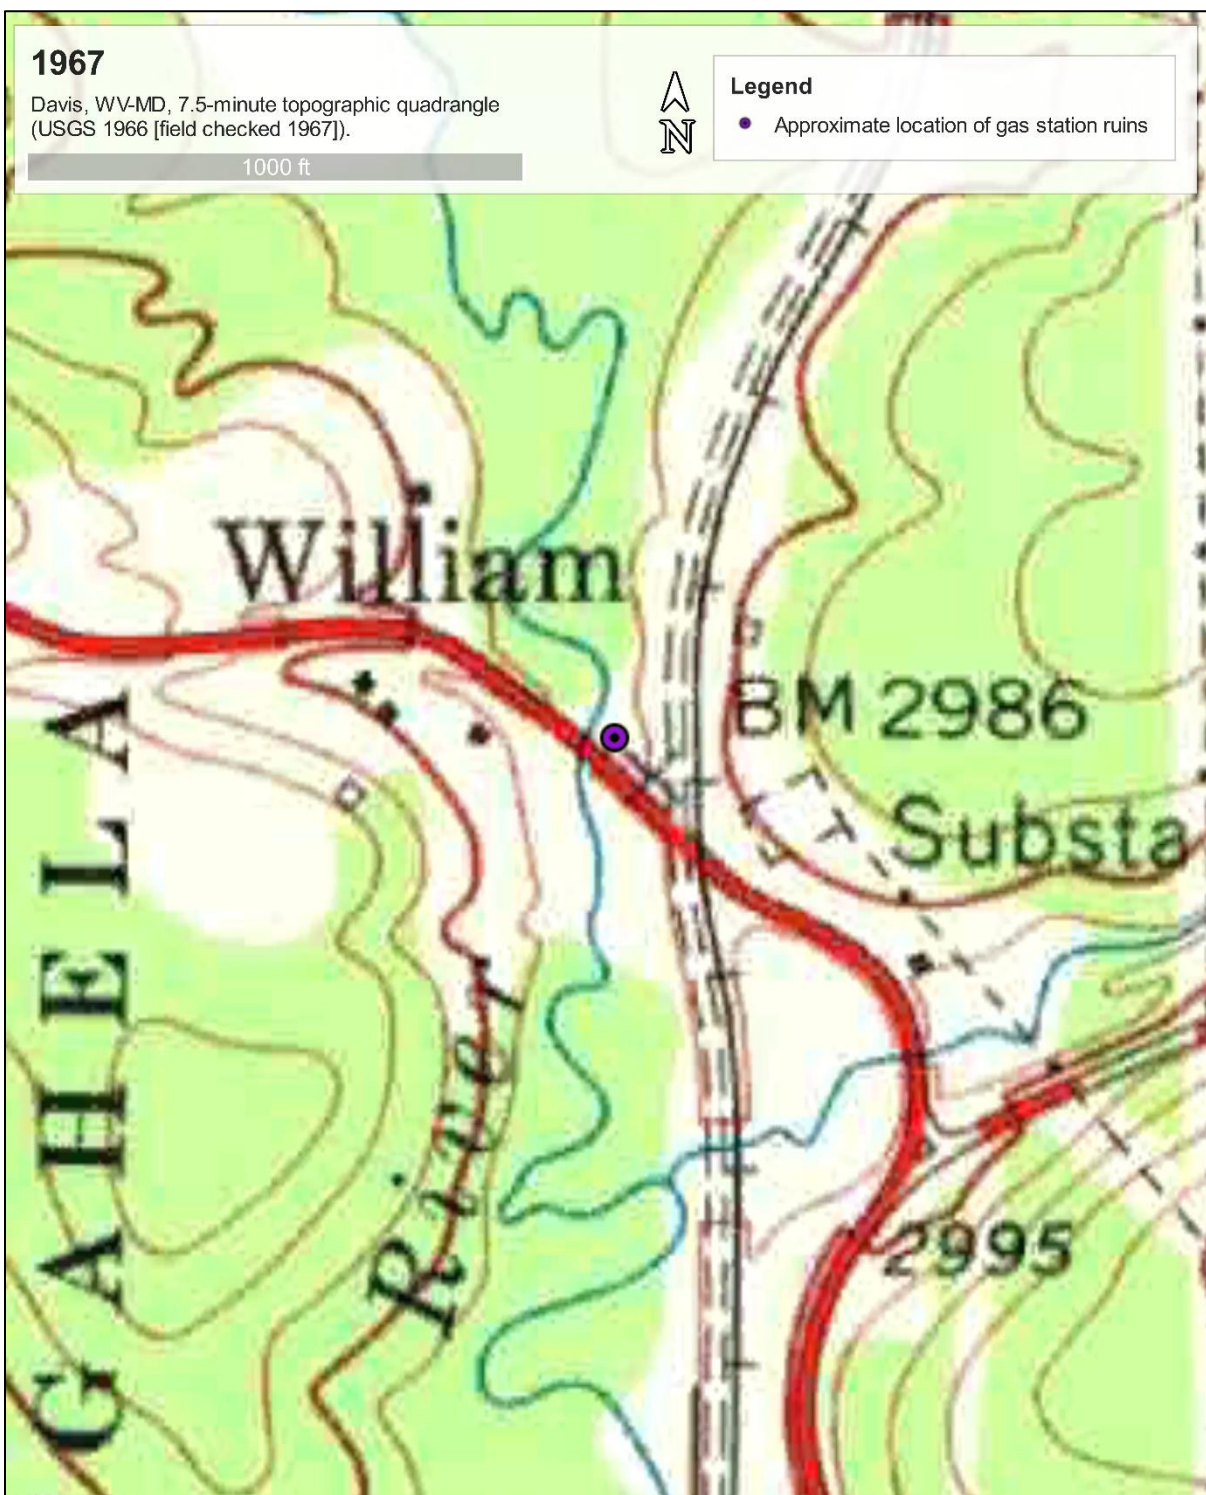 1967
Davis, WV-MD, 7.5-minute topographic quadrangle
(USGS 1966 [field checked 1967]).
1000 ft
N
Legend
Approximate location of gas station ruins
William
BM 2986
Substa
GAHELA
River
2995